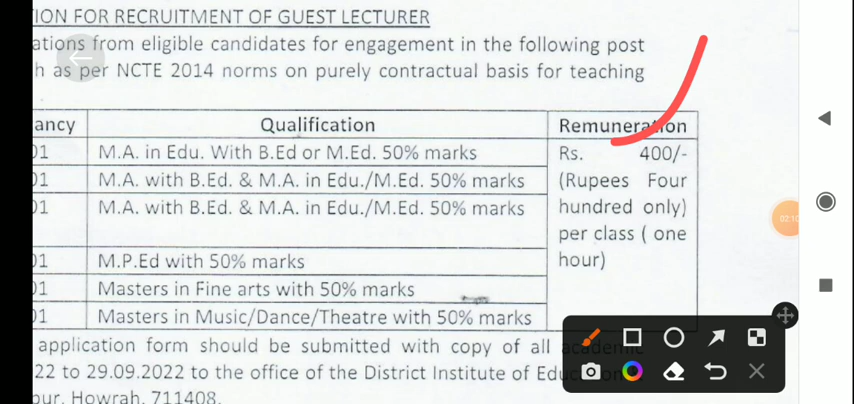 ION FOR RECRUITMENT OF GUEST LECTURER
ations from eligible candidates for engagement in the following post
h as per NCTE 2014 norms on purely contractual basis for teaching
ancy Qualification Remuneration
01 M.A. in Edu. With B.Ed or M.Ed. 50% marks Rs. 400/-
01 M.A. with B.Ed. & M.A. in Edu./M.Ed. 50% marks (Rupees Four
01 M.A. with B.Ed. & M.A. in Edu./M.Ed. 50% marks hundred only)
per class ( one
01 M.P.Ed with 50% marks hour)
01 Masters in Fine arts with 50% marks
01 Masters in Music/Dance/Theatre with 50% marks
application form should be submitted with copy of all academic
22 to 29.09.2022 to the office of the District Institute of Education
pur, Howrah. 711408.
02:10